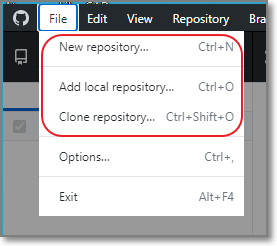 File Edit View Repository Bran
New repository... Ctrl+N
Add local repository... Ctrl+O
Clone repository... Ctrl+Shift+O
Options... Ctrl+,
Exit Alt+F4